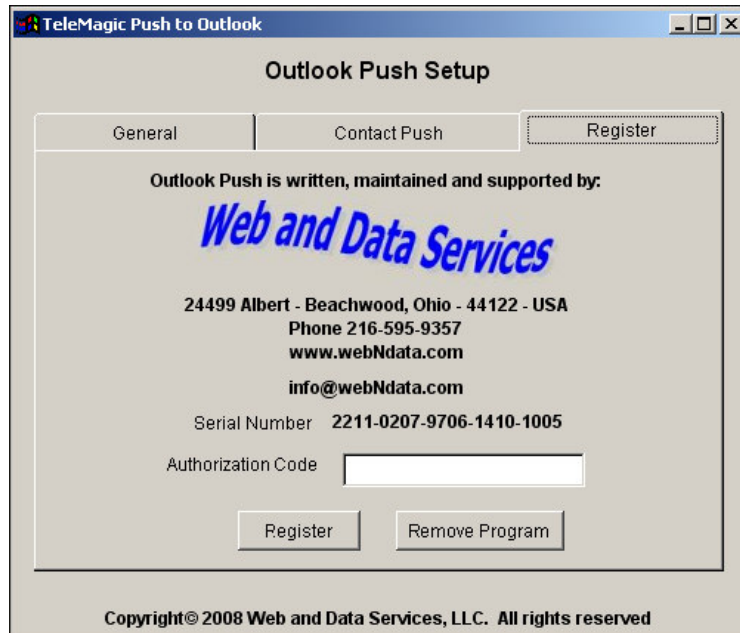 TeleMagic Push to Outlook
Outlook Push Setup
General Contact Push Register
Outlook Push is written, maintained and supported by:
Web and Data Services
24499 Albert - Beachwood, Ohio - 44122 - USA
Phone 216-595-9357
www.webNdata.com
info@webNdata.com
Serial Number 2211-0207-9706-1410-1005
Authorization Code
Register Remove Program
Copyright© 2008 Web and Data Services, LLC. All rights reserved